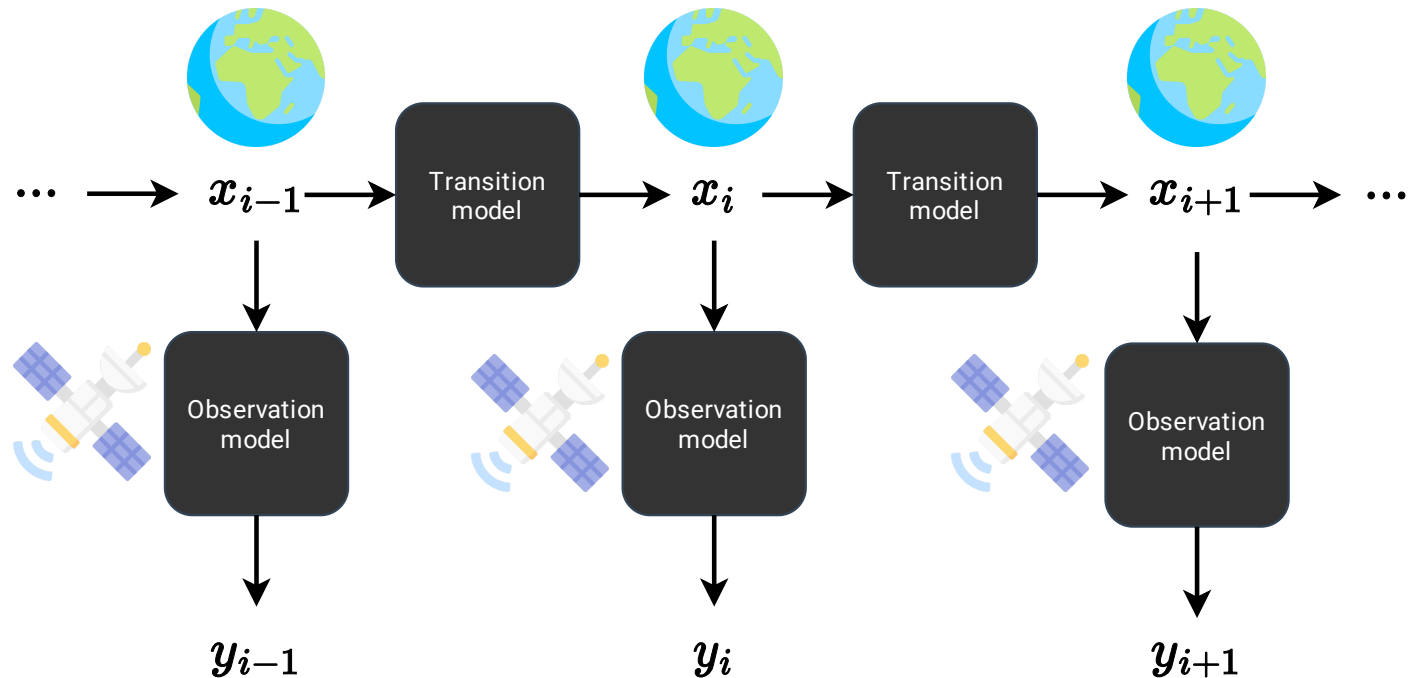 ... x_{i-1} Transition model x_i Transition model x_{i+1} ...
Observation model Observation model Observation model
y_{i-1} y_i y_{i+1}